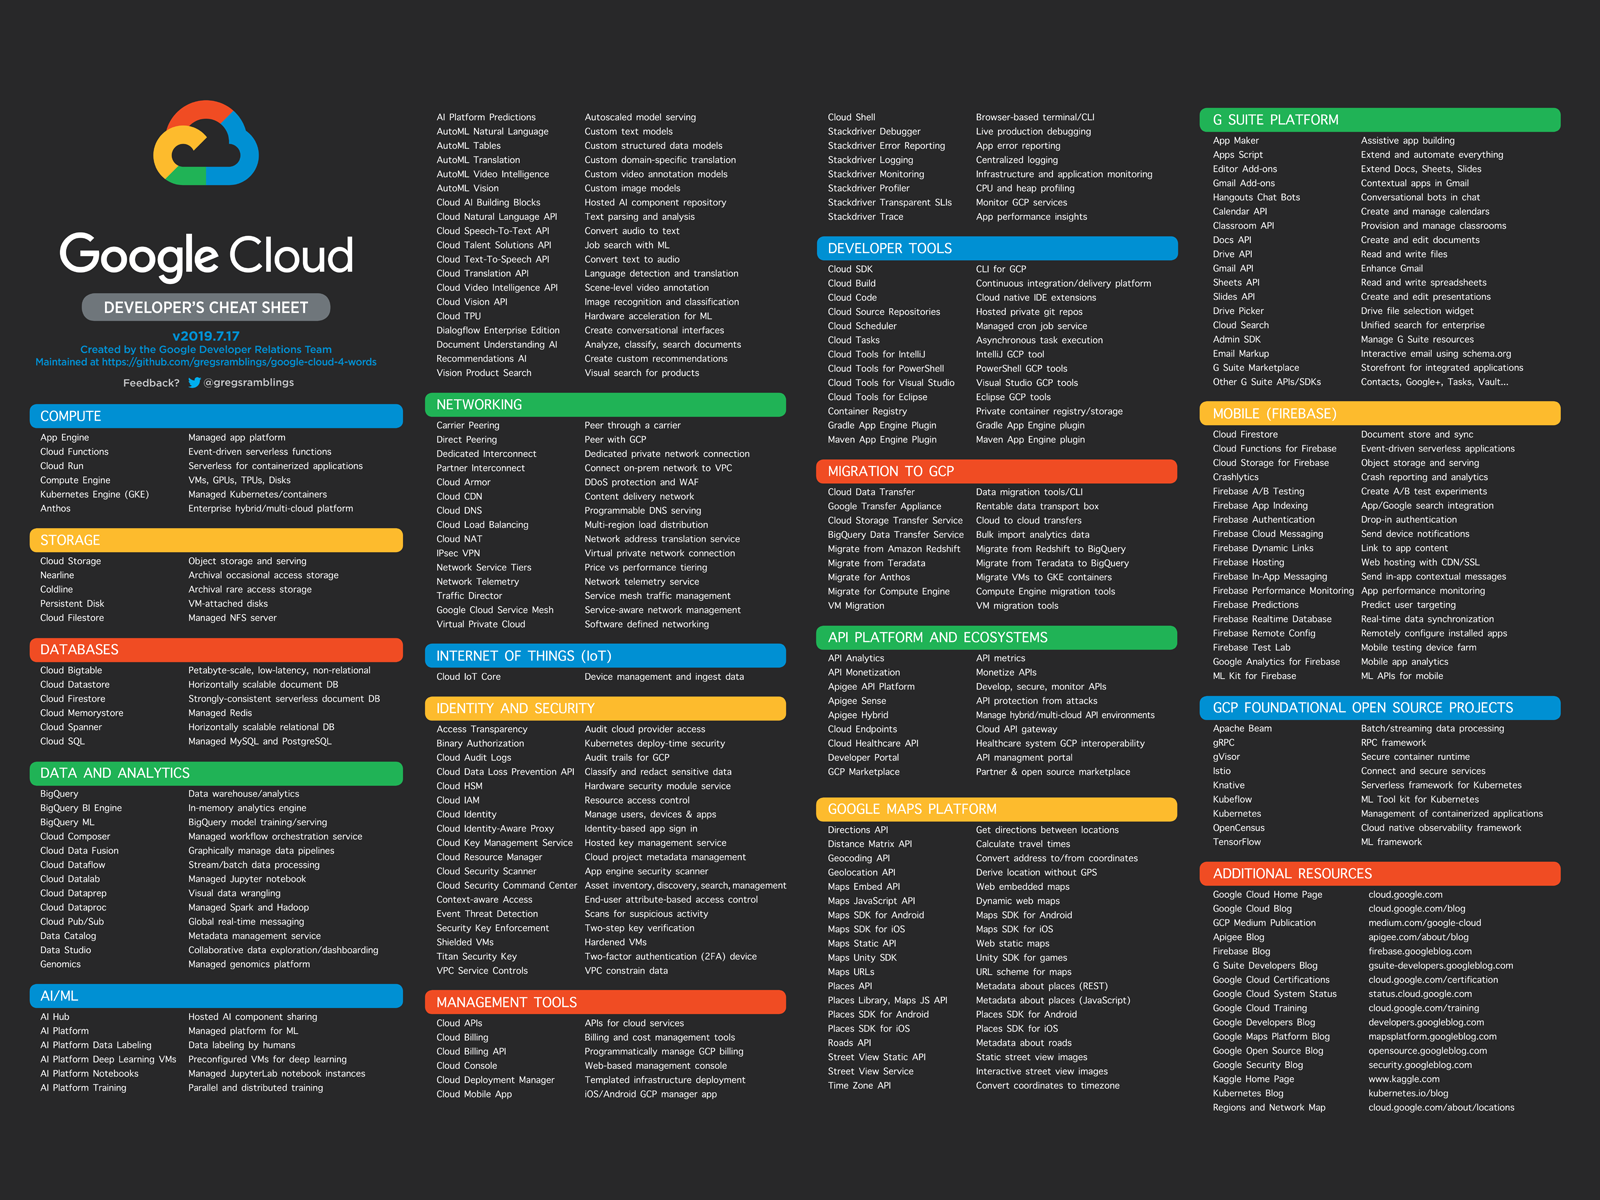 Google Cloud
DEVELOPER'S CHEAT SHEET
v2019.7.17
Created by the Google Developer Relations Team
Maintained at https://github.com/gregsramblings/google-cloud-4-words
Feedback? @gregsramblings
COMPUTE
App Engine Managed app platform
Cloud Functions Event-driven serverless functions
Cloud Run Serverless for containerized applications
Compute Engine VMs, GPUs, TPUs, Disks
Kubernetes Engine (GKE) Managed Kubernetes/containers
Anthos Enterprise hybrid/multi-cloud platform
STORAGE
Cloud Storage Object storage and serving
Nearline Archival occasional access storage
Coldline Archival rare access storage
Persistent Disk VM-attached disks
Cloud Filestore Managed NFS server
DATABASES
Cloud Bigtable Petabyte-scale, low-latency, non-relational
Cloud Datastore Horizontally scalable document DB
Cloud Firestore Strongly-consistent serverless document DB
Cloud Memorystore Managed Redis
Cloud Spanner Horizontally scalable relational DB
Cloud SQL Managed MySQL and PostgreSQL
DATA AND ANALYTICS
BigQuery Data warehouse/analytics
BigQuery BI Engine In-memory analytics engine
BigQuery ML BigQuery model training/serving
Cloud Composer Managed workflow orchestration service
Cloud Data Fusion Graphically manage data pipelines
Cloud Dataflow Stream/batch data processing
Cloud Datalab Managed Jupyter notebook
Cloud Dataprep Visual data wrangling
Cloud Dataproc Managed Spark and Hadoop
Cloud Pub/Sub Global real-time messaging
Data Catalog Metadata management service
Data Studio Collaborative data exploration/dashboarding
Genomics Managed genomics platform
AI/ML
AI Hub Hosted AI component sharing
AI Platform Managed platform for ML
AI Platform Data Labeling Data labeling by humans
AI Platform Deep Learning VMs Preconfigured VMs for deep learning
AI Platform Notebooks Managed JupyterLab notebook instances
AI Platform Training Parallel and distributed training
AI Platform Predictions Autoscaled model serving
AutoML Natural Language Custom text models
AutoML Tables Custom structured data models
AutoML Translation Custom domain-specific translation
AutoML Video Intelligence Custom video annotation models
AutoML Vision Custom image models
Cloud AI Building Blocks Hosted AI component repository
Cloud Natural Language API Text parsing and analysis
Cloud Speech-To-Text API Convert audio to text
Cloud Talent Solutions API Job search with ML
Cloud Text-To-Speech API Convert text to audio
Cloud Translation API Language detection and translation
Cloud Video Intelligence API Scene-level video annotation
Cloud Vision API Image recognition and classification
Cloud TPU Hardware acceleration for ML
Dialogflow Enterprise Edition Create conversational interfaces
Document Understanding AI Analyze, classify, search documents
Recommendations AI Create custom recommendations
Vision Product Search Visual search for products
NETWORKING
Carrier Peering Peer through a carrier
Direct Peering Peer with GCP
Dedicated Interconnect Dedicated private network connection
Partner Interconnect Connect on-prem network to VPC
Cloud Armor DDoS protection and WAF
Cloud CDN Content delivery network
Cloud DNS Programmable DNS serving
Cloud Load Balancing Multi-region load distribution
Cloud NAT Network address translation service
IPsec VPN Virtual private network connection
Network Service Tiers Price vs performance tiering
Network Telemetry Network telemetry service
Traffic Director Service mesh traffic management
Google Cloud Service Mesh Service-aware network management
Virtual Private Cloud Software defined networking
INTERNET OF THINGS (IoT)
Cloud IoT Core Device management and ingest data
IDENTITY AND SECURITY
Access Transparency Audit cloud provider access
Binary Authorization Kubernetes deploy-time security
Cloud Audit Logs Audit trails for GCP
Cloud Data Loss Prevention API Classify and redact sensitive data
Cloud HSM Hardware security module service
Cloud IAM Resource access control
Cloud Identity Manage users, devices & apps
Cloud Identity-Aware Proxy Identity-based app sign in
Cloud Key Management Service Hosted key management service
Cloud Resource Manager Cloud project metadata management
Cloud Security Scanner App engine security scanner
Cloud Security Command Center Asset inventory, discovery, search, management
Context-aware Access End-user attribute-based access control
Event Threat Detection Scans for suspicious activity
Security Key Enforcement Two-step key verification
Shielded VMs Hardened VMs
Titan Security Key Two-factor authentication (2FA) device
VPC Service Controls VPC constrain data
MANAGEMENT TOOLS
Cloud APIs APIs for cloud services
Cloud Billing Billing and cost management tools
Cloud Billing API Programmatically manage GCP billing
Cloud Console Web-based management console
Cloud Deployment Manager Templated infrastructure deployment
Cloud Mobile App iOS/Android GCP manager app
Cloud Shell Browser-based terminal/CLI
Stackdriver Debugger Live production debugging
Stackdriver Error Reporting App error reporting
Stackdriver Logging Centralized logging
Stackdriver Monitoring Infrastructure and application monitoring
Stackdriver Profiler CPU and heap profiling
Stackdriver Transparent SLIs Monitor GCP services
Stackdriver Trace App performance insights
DEVELOPER TOOLS
Cloud SDK CLI for GCP
Cloud Build Continuous integration/delivery platform
Cloud Code Cloud native IDE extensions
Cloud Source Repositories Hosted private git repos
Cloud Scheduler Managed cron job service
Cloud Tasks Asynchronous task execution
Cloud Tools for IntelliJ IntelliJ GCP tool
Cloud Tools for PowerShell PowerShell GCP tools
Cloud Tools for Visual Studio Visual Studio GCP tools
Cloud Tools for Eclipse Eclipse GCP tools
Container Registry Private container registry/storage
Gradle App Engine Plugin Gradle App Engine plugin
Maven App Engine Plugin Maven App Engine plugin
MIGRATION TO GCP
Cloud Data Transfer Data migration tools/CLI
Google Transfer Appliance Rentable data transport box
Cloud Storage Transfer Service Cloud to cloud transfers
BigQuery Data Transfer Service Bulk import analytics data
Migrate from Amazon Redshift Migrate from Redshift to BigQuery
Migrate from Teradata Migrate from Teradata to BigQuery
Migrate for Anthos Migrate VMs to GKE containers
Migrate for Compute Engine Compute Engine migration tools
VM Migration VM migration tools
API PLATFORM AND ECOSYSTEMS
API Analytics API metrics
API Monetization Monetize APIs
Apigee API Platform Develop, secure, monitor APIs
Apigee Sense API protection from attacks
Apigee Hybrid Manage hybrid/multi-cloud API environments
Cloud Endpoints Cloud API gateway
Cloud Healthcare API Healthcare system GCP interoperability
Developer Portal API managment portal
GCP Marketplace Partner & open source marketplace
GOOGLE MAPS PLATFORM
Directions API Get directions between locations
Distance Matrix API Calculate travel times
Geocoding API Convert address to/from coordinates
Geolocation API Derive location without GPS
Maps Embed API Web embedded maps
Maps JavaScript API Dynamic web maps
Maps SDK for Android Maps SDK for Android
Maps SDK for iOS Maps SDK for iOS
Maps Static API Web static maps
Maps Unity SDK Unity SDK for games
Maps URLs URL scheme for maps
Places API Metadata about places (REST)
Places Library, Maps JS API Metadata about places (JavaScript)
Places SDK for Android Places SDK for Android
Places SDK for iOS Places SDK for iOS
Roads API Metadata about roads
Street View Static API Static street view images
Street View Service Interactive street view images
Time Zone API Convert coordinates to timezone
G SUITE PLATFORM
App Maker Assistive app building
Apps Script Extend and automate everything
Editor Add-ons Extend Docs, Sheets, Slides
Gmail Add-ons Contextual apps in Gmail
Hangouts Chat Bots Conversational bots in chat
Calendar API Create and manage calendars
Classroom API Provision and manage classrooms
Docs API Create and edit documents
Drive API Read and write files
Gmail API Enhance Gmail
Sheets API Read and write spreadsheets
Slides API Create and edit presentations
Drive Picker Drive file selection widget
Cloud Search Unified search for enterprise
Admin SDK Manage G Suite resources
Email Markup Interactive email using schema.org
G Suite Marketplace Storefront for integrated applications
Other G Suite APIs/SDKs Contacts, Google+, Tasks, Vault...
MOBILE (FIREBASE)
Cloud Firestore Document store and sync
Cloud Functions for Firebase Event-driven serverless applications
Cloud Storage for Firebase Object storage and serving
Crashlytics Crash reporting and analytics
Firebase A/B Testing Create A/B test experiments
Firebase App Indexing App/Google search integration
Firebase Authentication Drop-in authentication
Firebase Cloud Messaging Send device notifications
Firebase Dynamic Links Link to app content
Firebase Hosting Web hosting with CDN/SSL
Firebase In-App Messaging Send in-app contextual messages
Firebase Performance Monitoring App performance monitoring
Firebase Predictions Predict user targeting
Firebase Realtime Database Real-time data synchronization
Firebase Remote Config Remotely configure installed apps
Firebase Test Lab Mobile testing device farm
Google Analytics for Firebase Mobile app analytics
ML Kit for Firebase ML APIs for mobile
GCP FOUNDATIONAL OPEN SOURCE PROJECTS
Apache Beam Batch/streaming data processing
gRPC RPC framework
gVisor Secure container runtime
Istio Connect and secure services
Knative Serverless framework for Kubernetes
Kubeflow ML Tool kit for Kubernetes
Kubernetes Management of containerized applications
OpenCensus Cloud native observability framework
TensorFlow ML framework
ADDITIONAL RESOURCES
Google Cloud Home Page cloud.google.com
Google Cloud Blog cloud.google.com/blog
GCP Medium Publication medium.com/google-cloud
Apigee Blog apigee.com/about/blog
Firebase Blog firebase.googleblog.com
G Suite Developers Blog gsuite-developers.googleblog.com
Google Cloud Certifications cloud.google.com/certification
Google Cloud System Status status.cloud.google.com
Google Cloud Training cloud.google.com/training
Google Developers Blog developers.googleblog.com
Google Maps Platform Blog mapsplatform.googleblog.com
Google Open Source Blog opensource.googleblog.com
Google Security Blog security.googleblog.com
Kaggle Home Page www.kaggle.com
Kubernetes Blog kubernetes.io/blog
Regions and Network Map cloud.google.com/about/locations